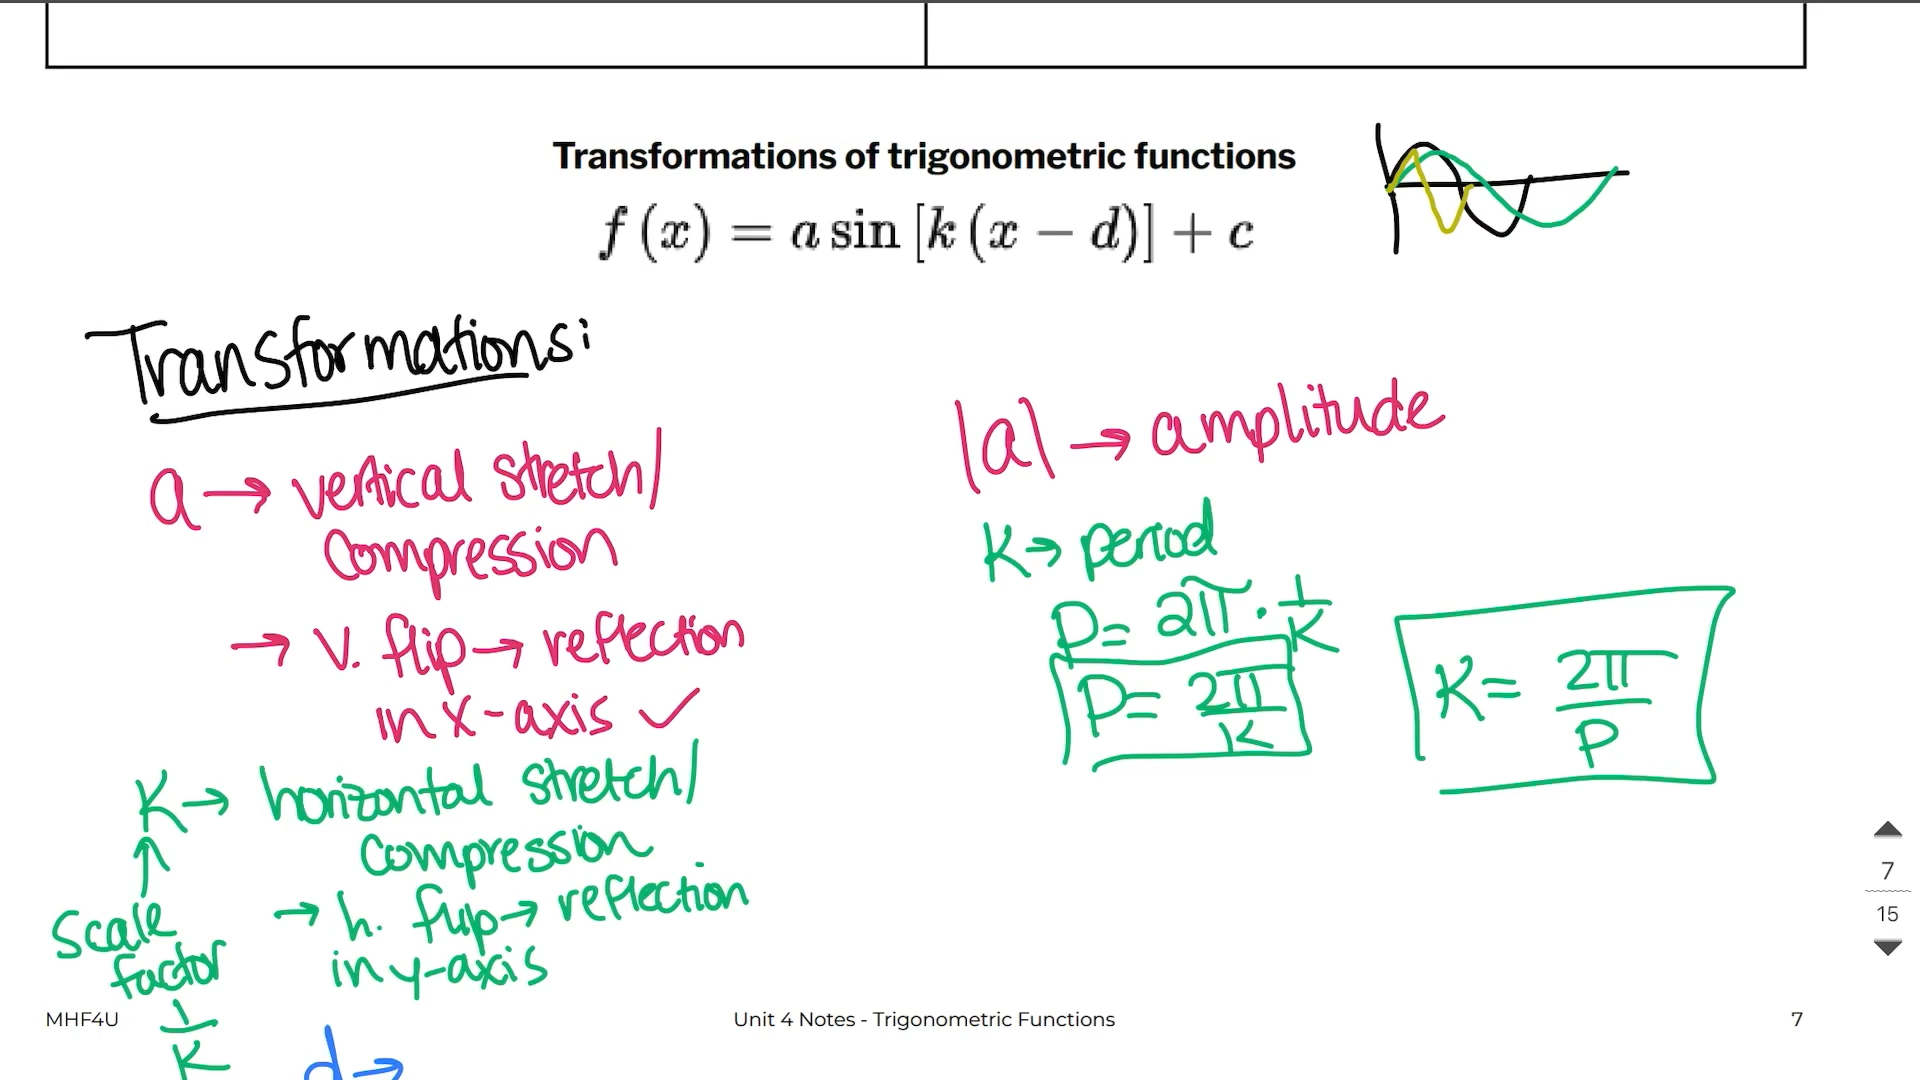 Transformations of trigonometric functions
f (x) = a sin [k (x − d)] + c
Transformations:
a → vertical stretch/
compression
→ v. flip → reflection
in x-axis ✓
K → horizontal stretch/
compression
→ h. flip → reflection
in y-axis
↑
Scale
factor
1/K
d →
|a| → amplitude
K → period
P = 2π · 1/K
P = 2π/K
K = 2π/P
7
15
MHF4U
Unit 4 Notes - Trigonometric Functions
7